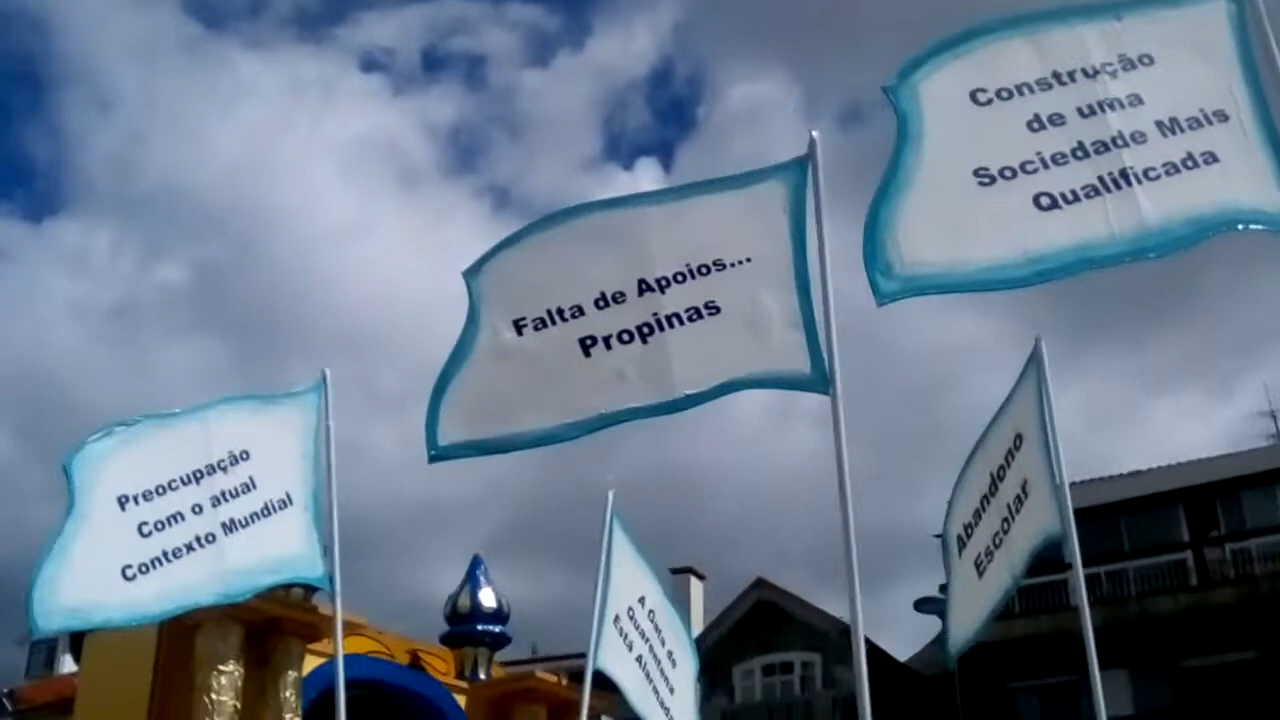 Construção
de uma
Sociedade Mais
Qualificada
Falta de Apoios...
Propinas
Preocupação
Com o atual
Contexto Mundial
Abandono
Escolar
A Gata de
Quarentena
Está Alarmada